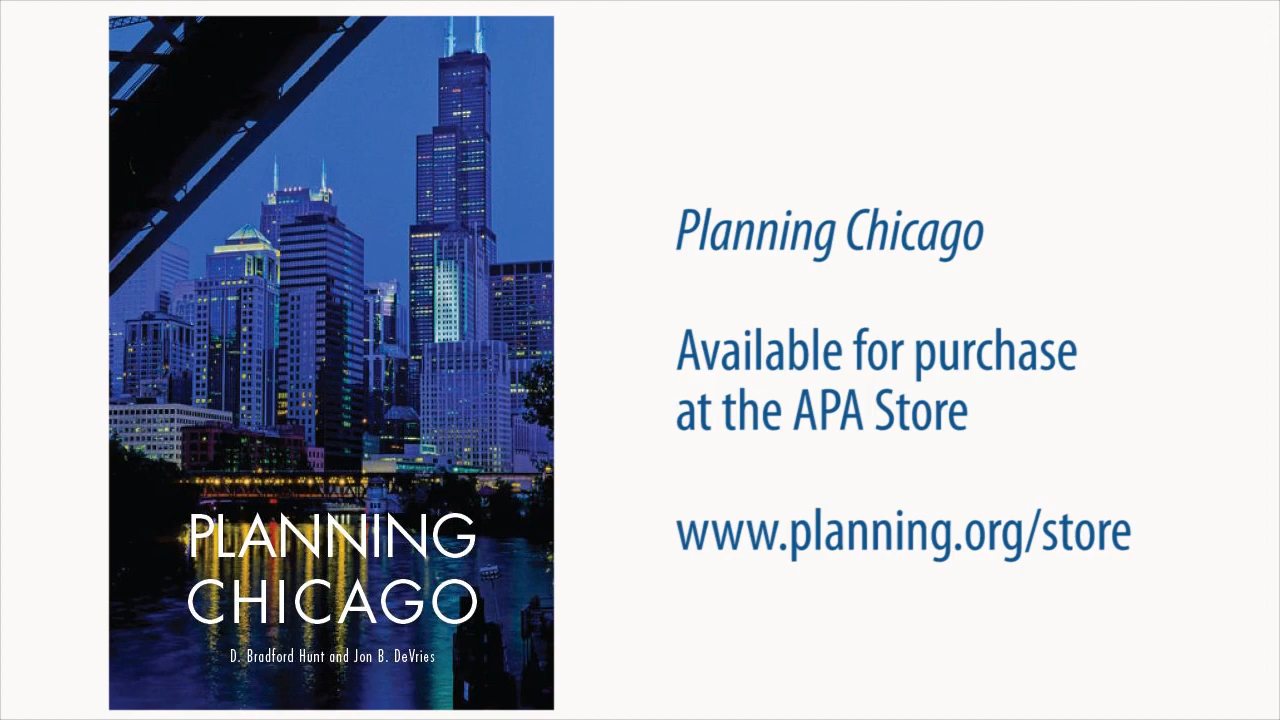 PLANNING
CHICAGO
D. Bradford Hunt and Jon B. DeVries
Planning Chicago
Available for purchase
at the APA Store
www.planning.org/store